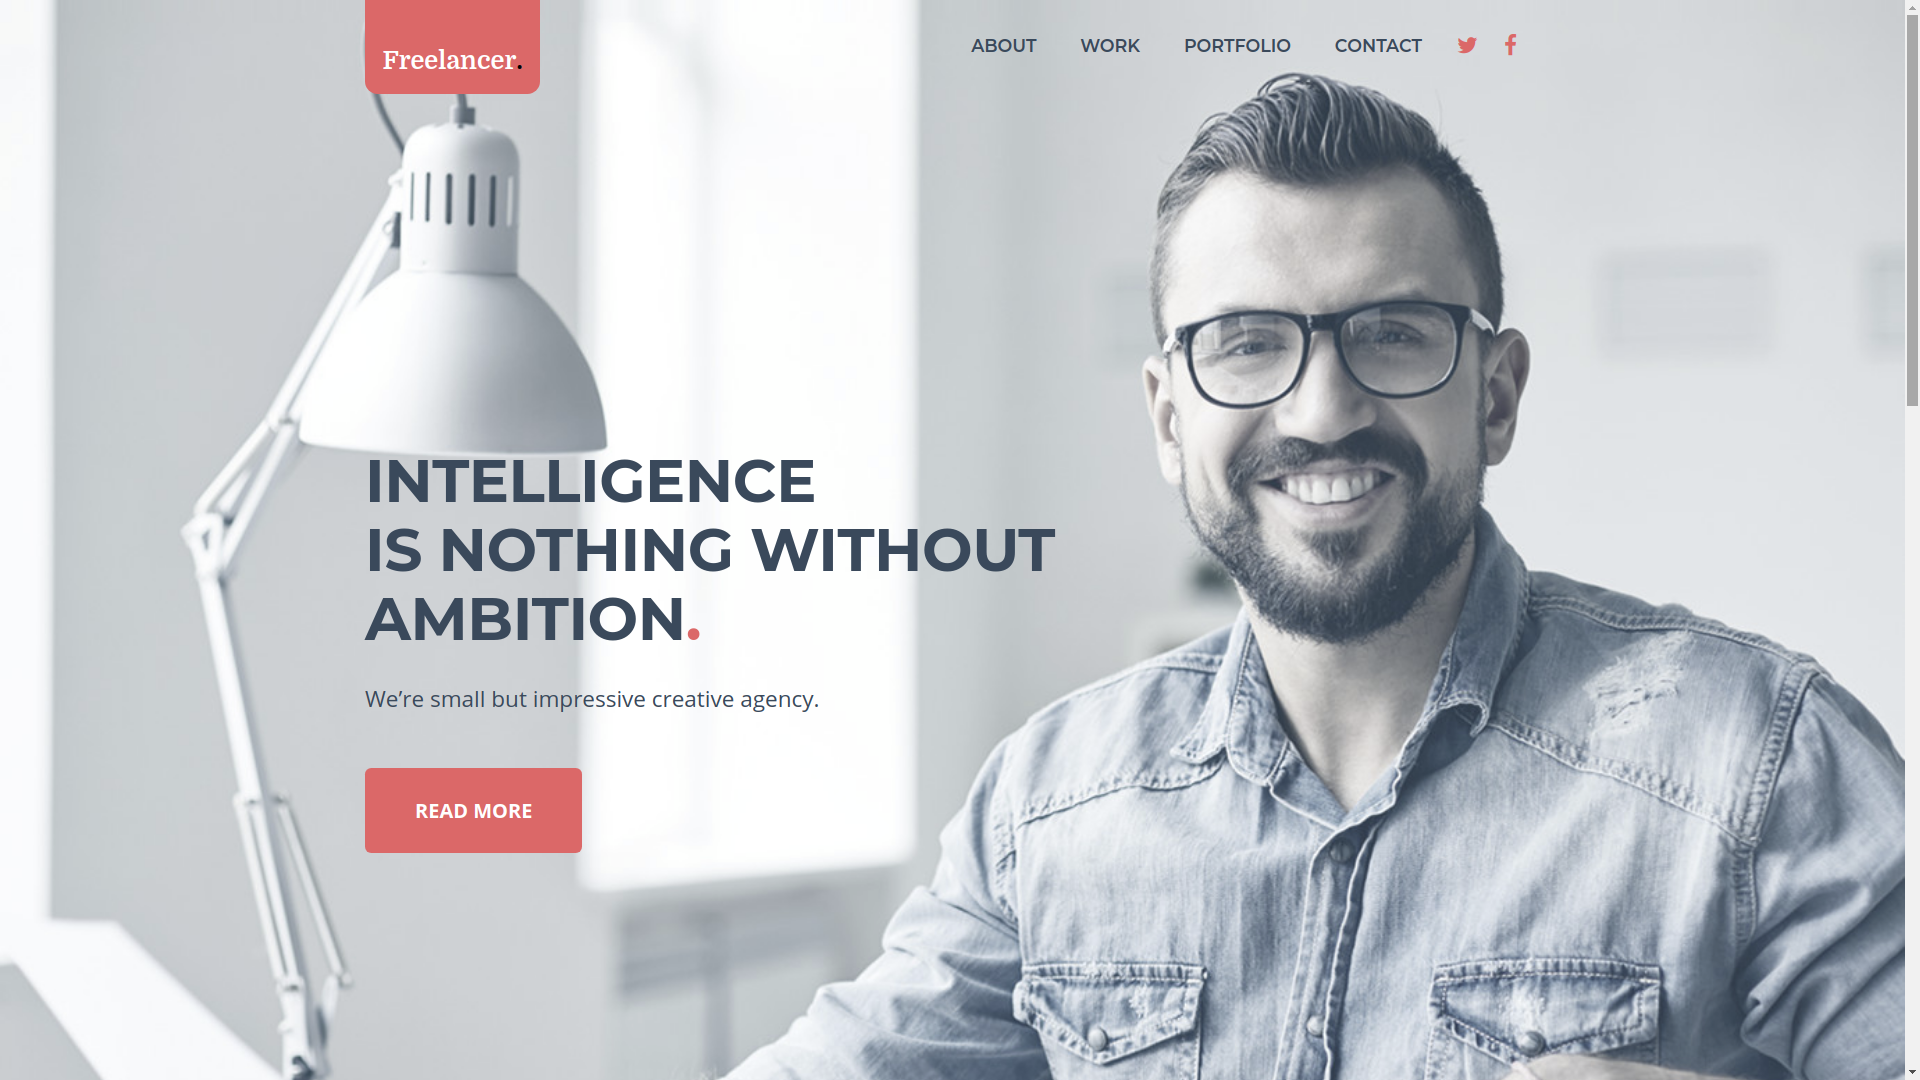 Freelancer.
ABOUT WORK PORTFOLIO CONTACT
INTELLIGENCE
IS NOTHING WITHOUT
AMBITION.
We’re small but impressive creative agency.
READ MORE